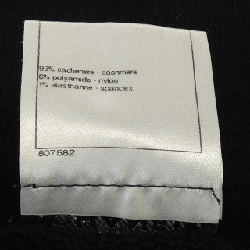 93% cachemire - cashmere
6% polyamide - nylon
1% elasthanne - spandex
807582